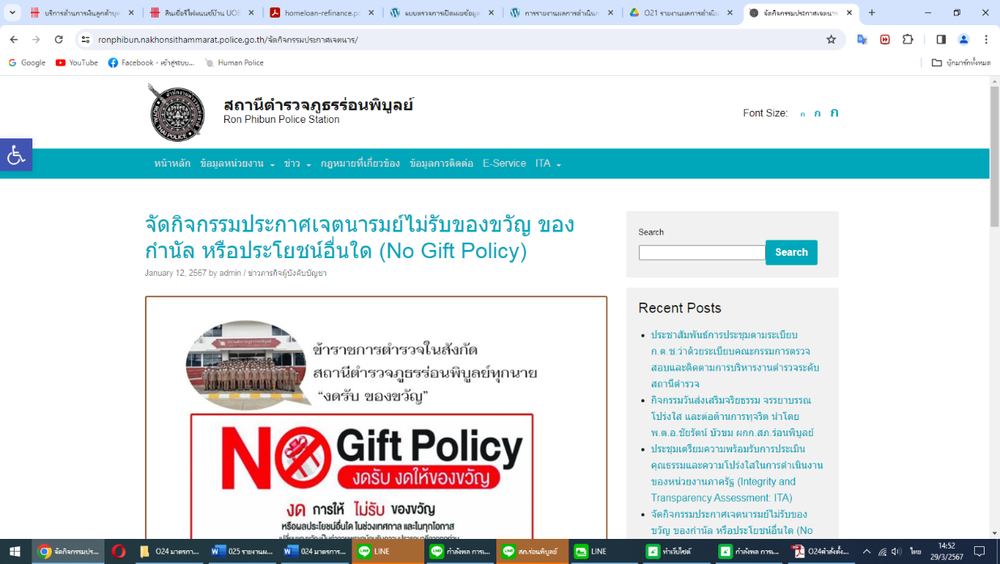 บริการด้านการเงินลูกค้าบุค
สินเชื่อรีไฟแนนซ์บ้าน UOB
homeloan-refinance.pd
แบบตรวจการเปิดเผยข้อมูล
การรายงานผลการดำเนินก
O21 รายงานผลการดำเนิน
จัดกิจกรรมประกาศเจตนาร
ronphibun.nakhonsithammarat.police.go.th/จัดกิจกรรมประกาศเจตนาร/
Google
YouTube
Facebook - เข้าสู่ระบบ...
Human Police
บุ๊กมาร์กทั้งหมด
สถานีตำรวจภูธรร่อนพิบูลย์
Ron Phibun Police Station
Font Size: ก ก ก
หน้าหลัก ข้อมูลหน่วยงาน ข่าว กฎหมายที่เกี่ยวข้อง ข้อมูลการติดต่อ E-Service ITA
จัดกิจกรรมประกาศเจตนารมย์ไม่รับของขวัญ ของ
กำนัล หรือประโยชน์อื่นใด (No Gift Policy)
January 12, 2567 by admin / ข่าวภารกิจผู้บังคับบัญชา
ข้าราชการตำรวจในสังกัด
สถานีตำรวจภูธรร่อนพิบูลย์ทุกนาย
“งดรับ ของขวัญ”
NO Gift Policy
งดรับ งดให้ของขวัญ
งด การให้ ไม่รับ ของขวัญ
หรือผลประโยชน์อื่นใด ในช่วงเทศกาล และในทุกโอกาส
Search
Search
Recent Posts
ประชาสัมพันธ์การประชุมตามระเบียบ
ก.ต.ช.ว่าด้วยระเบียบคณะกรรมการตรวจ
สอบและติดตามการบริหารงานตำรวจระดับ
สถานีตำรวจ
กิจกรรมวันส่งเสริมจริยธรรม จรรยาบรรณ
โปร่งใส และต่อต้านการทุจริต นำโดย
พ.ต.อ.ชัยรัตน์ บัวขม ผกก.สภ.ร่อนพิบูลย์
ประชุมเตรียมความพร้อมรับการประเมิน
คุณธรรมและความโปร่งใสในการดำเนินงาน
ของหน่วยงานภาครัฐ (Integrity and
Transparency Assessment: ITA)
จัดกิจกรรมประกาศเจตนารมย์ไม่รับของ
ขวัญ ของกำนัล หรือประโยชน์อื่นใด (No
จัดกิจกรรมปร...
O24 มาตรกา...
025 รายงานผ...
024 มาตรการ...
LINE
กำลังพล การเ...
สภ.ร่อนพิบูลย์
LINE
ทำเว็บไซต์
กำลังพล การเ...
O24คำสั่งตั้ง...
ไทย
14:52
29/3/2567